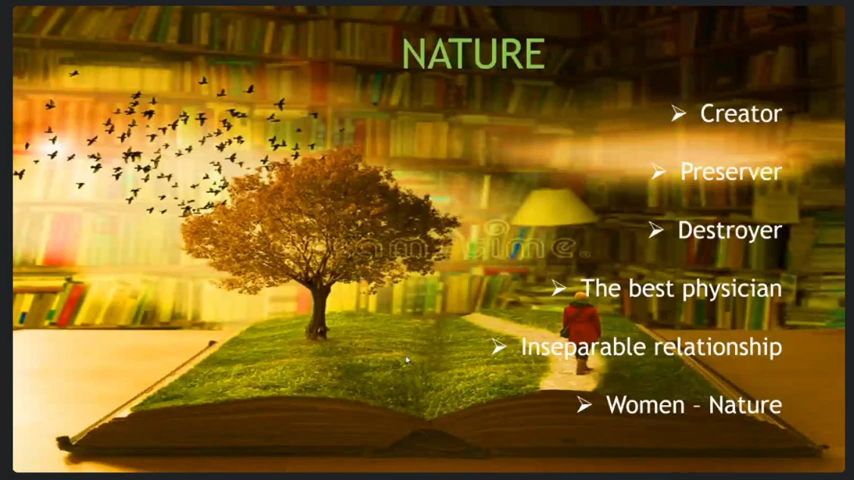 NATURE
➢ Creator
➢ Preserver
➢ Destroyer
➢ The best physician
➢ Inseparable relationship
➢ Women – Nature